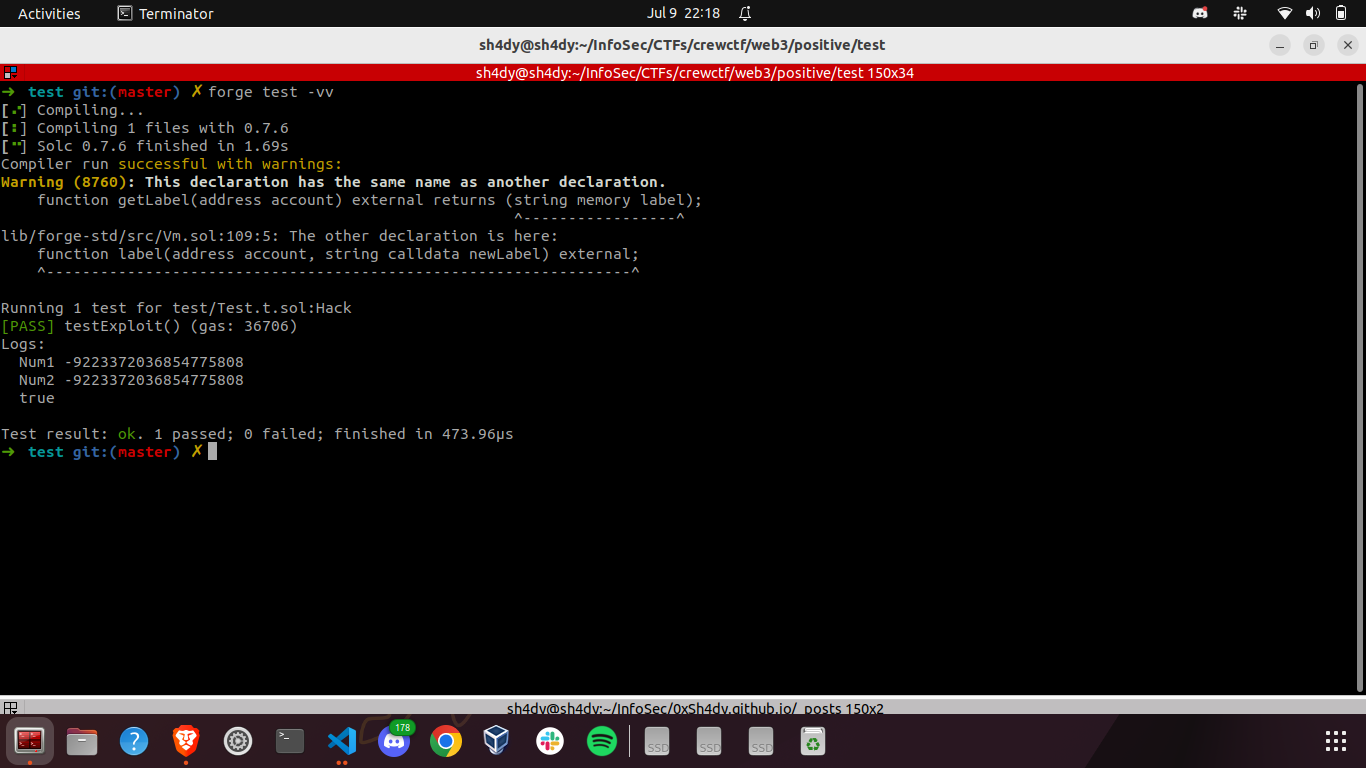 Activities Terminator Jul 9 22:18
sh4dy@sh4dy:~/InfoSec/CTFs/crewctf/web3/positive/test
sh4dy@sh4dy:~/InfoSec/CTFs/crewctf/web3/positive/test 150x34
➜ test git:(master) ✗ forge test -vv
[⠔] Compiling...
[⠃] Compiling 1 files with 0.7.6
[⠉] Solc 0.7.6 finished in 1.69s
Compiler run successful with warnings:
Warning (8760): This declaration has the same name as another declaration.
    function getLabel(address account) external returns (string memory label);
                                                         ^-----------------^
lib/forge-std/src/Vm.sol:109:5: The other declaration is here:
    function label(address account, string calldata newLabel) external;
    ^-----------------------------------------------------------------^
Running 1 test for test/Test.t.sol:Hack
[PASS] testExploit() (gas: 36706)
Logs:
  Num1 -9223372036854775808
  Num2 -9223372036854775808
  true
Test result: ok. 1 passed; 0 failed; finished in 473.96µs
➜ test git:(master) ✗
sh4dy@sh4dy:~/InfoSec/0xSh4dy.github.io/_posts 150x2
178
SSD SSD SSD